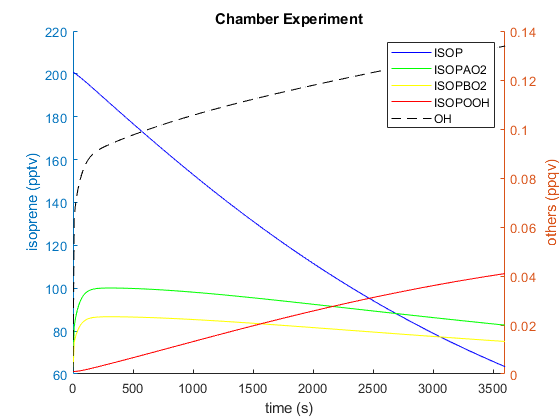 Chamber Experiment
220
200
180
160
140
120
100
80
60
isoprene (pptv)
0.14
0.12
0.1
0.08
0.06
0.04
0.02
0
others (ppqv)
ISOP
ISOPAO2
ISOPBO2
ISOPOOH
OH
0 500 1000 1500 2000 2500 3000 3500
time (s)